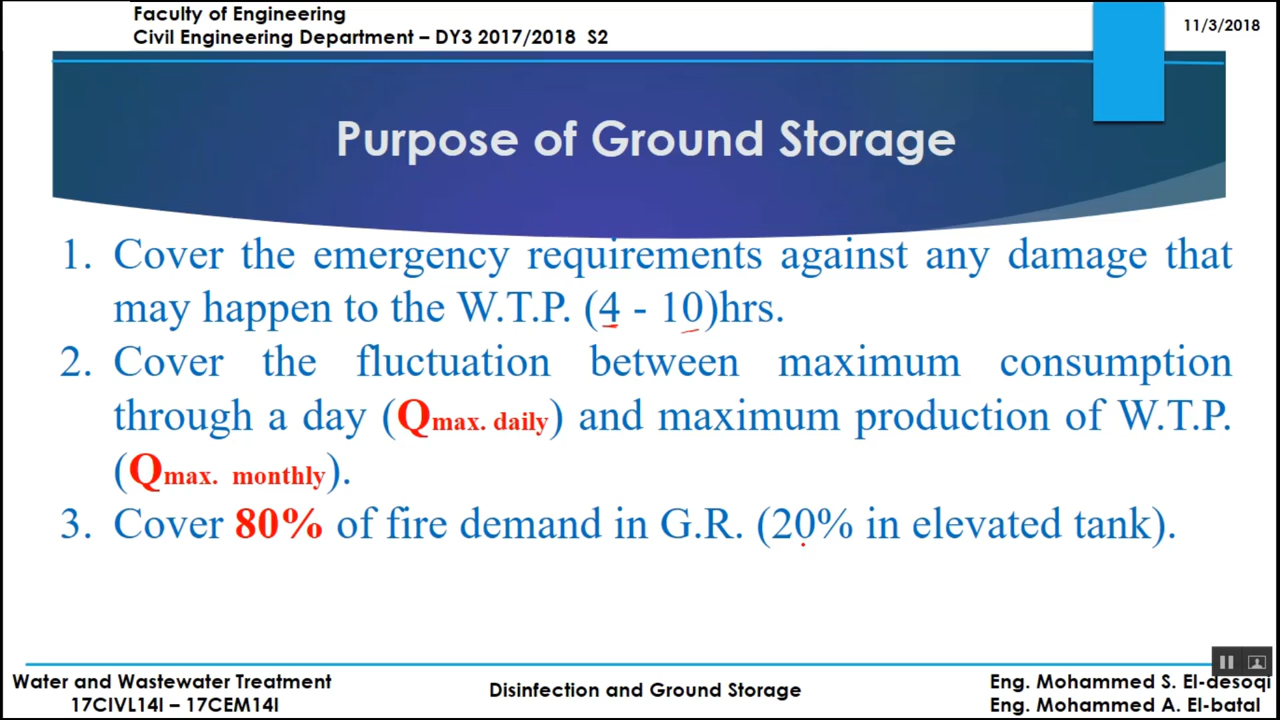 Faculty of Engineering
Civil Engineering Department – DY3 2017/2018 S2
11/3/2018
Purpose of Ground Storage
1. Cover the emergency requirements against any damage that
may happen to the W.T.P. (4 - 10)hrs.
2. Cover the fluctuation between maximum consumption
through a day (Qmax. daily) and maximum production of W.T.P.
(Qmax. monthly).
3. Cover 80% of fire demand in G.R. (20% in elevated tank).
Water and Wastewater Treatment
17CIVL14I – 17CEM14I
Disinfection and Ground Storage
Eng. Mohammed S. El-desoqi
Eng. Mohammed A. El-batal